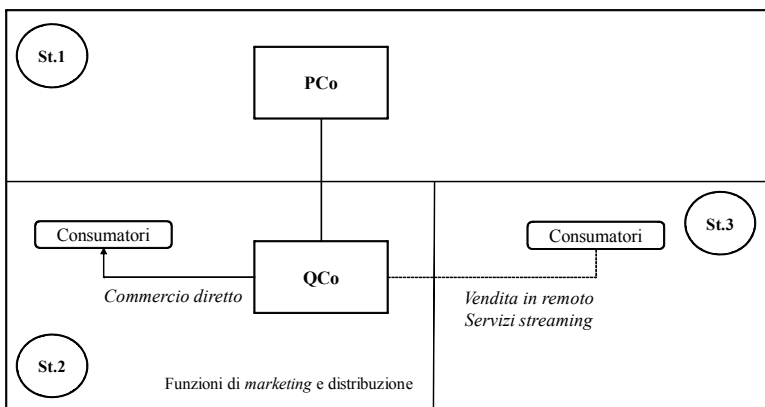 St.1
PCo
Consumatori
Consumatori
St.3
QCo
Commercio diretto
Vendita in remoto
Servizi streaming
St.2
Funzioni di marketing e distribuzione